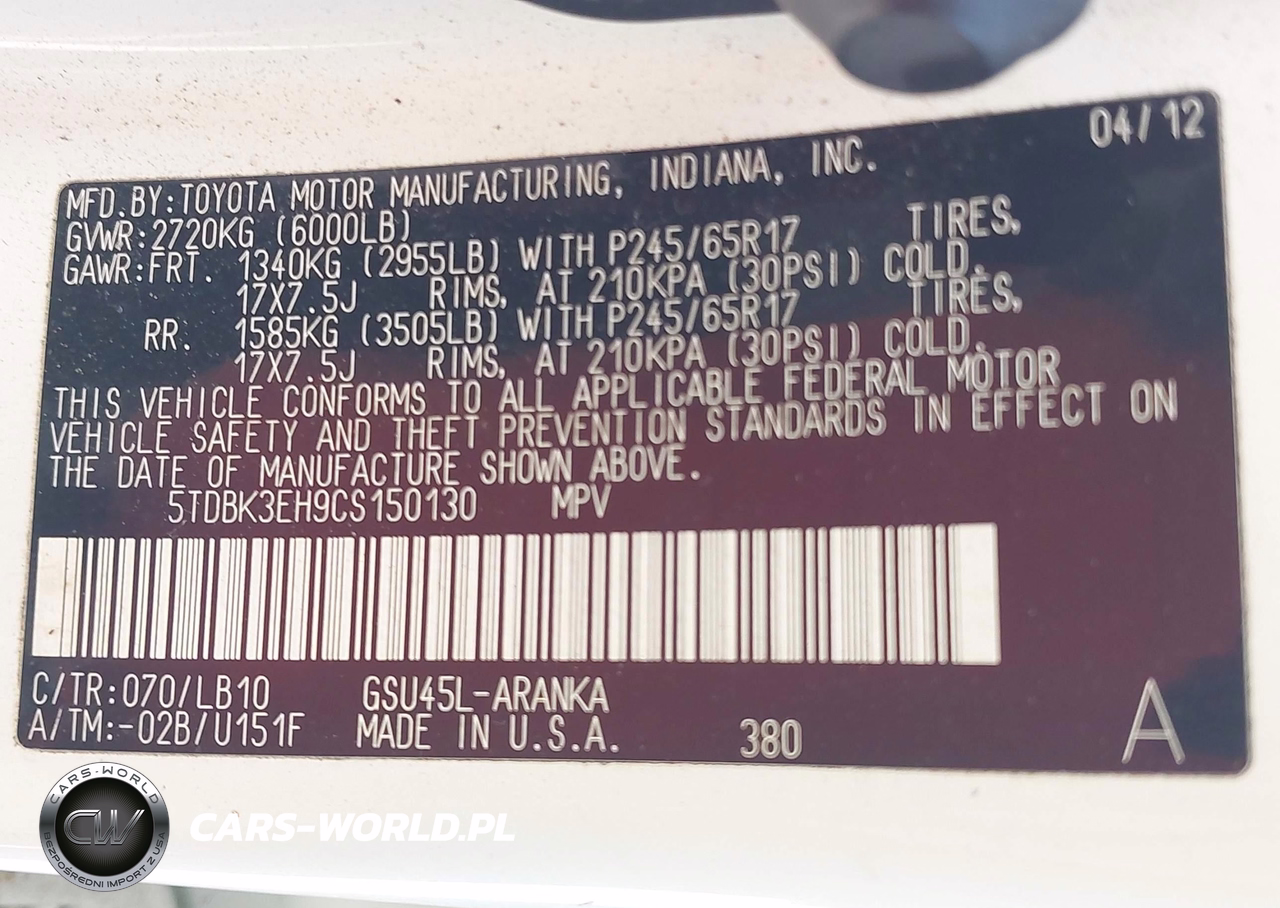 04/12
MFD.BY:TOYOTA MOTOR MANUFACTURING, INDIANA, INC.
GVWR:2720KG (6000LB)
GAWR:FRT. 1340KG (2955LB) WITH P245/65R17 TIRES,
17X7.5J RIMS, AT 210KPA (30PSI) COLD.
RR. 1585KG (3505LB) WITH P245/65R17 TIRES,
17X7.5J RIMS, AT 210KPA (30PSI) COLD.
THIS VEHICLE CONFORMS TO ALL APPLICABLE FEDERAL MOTOR
VEHICLE SAFETY AND THEFT PREVENTION STANDARDS IN EFFECT ON
THE DATE OF MANUFACTURE SHOWN ABOVE.
5TDBK3EH9CS150130 MPV
C/TR:070/LB10 GSU45L-ARANKA
A/TM:-02B/U151F MADE IN U.S.A. 380 A
CARS-WORLD
CW
BEZPOŚREDNI IMPORT Z USA
CARS-WORLD.PL